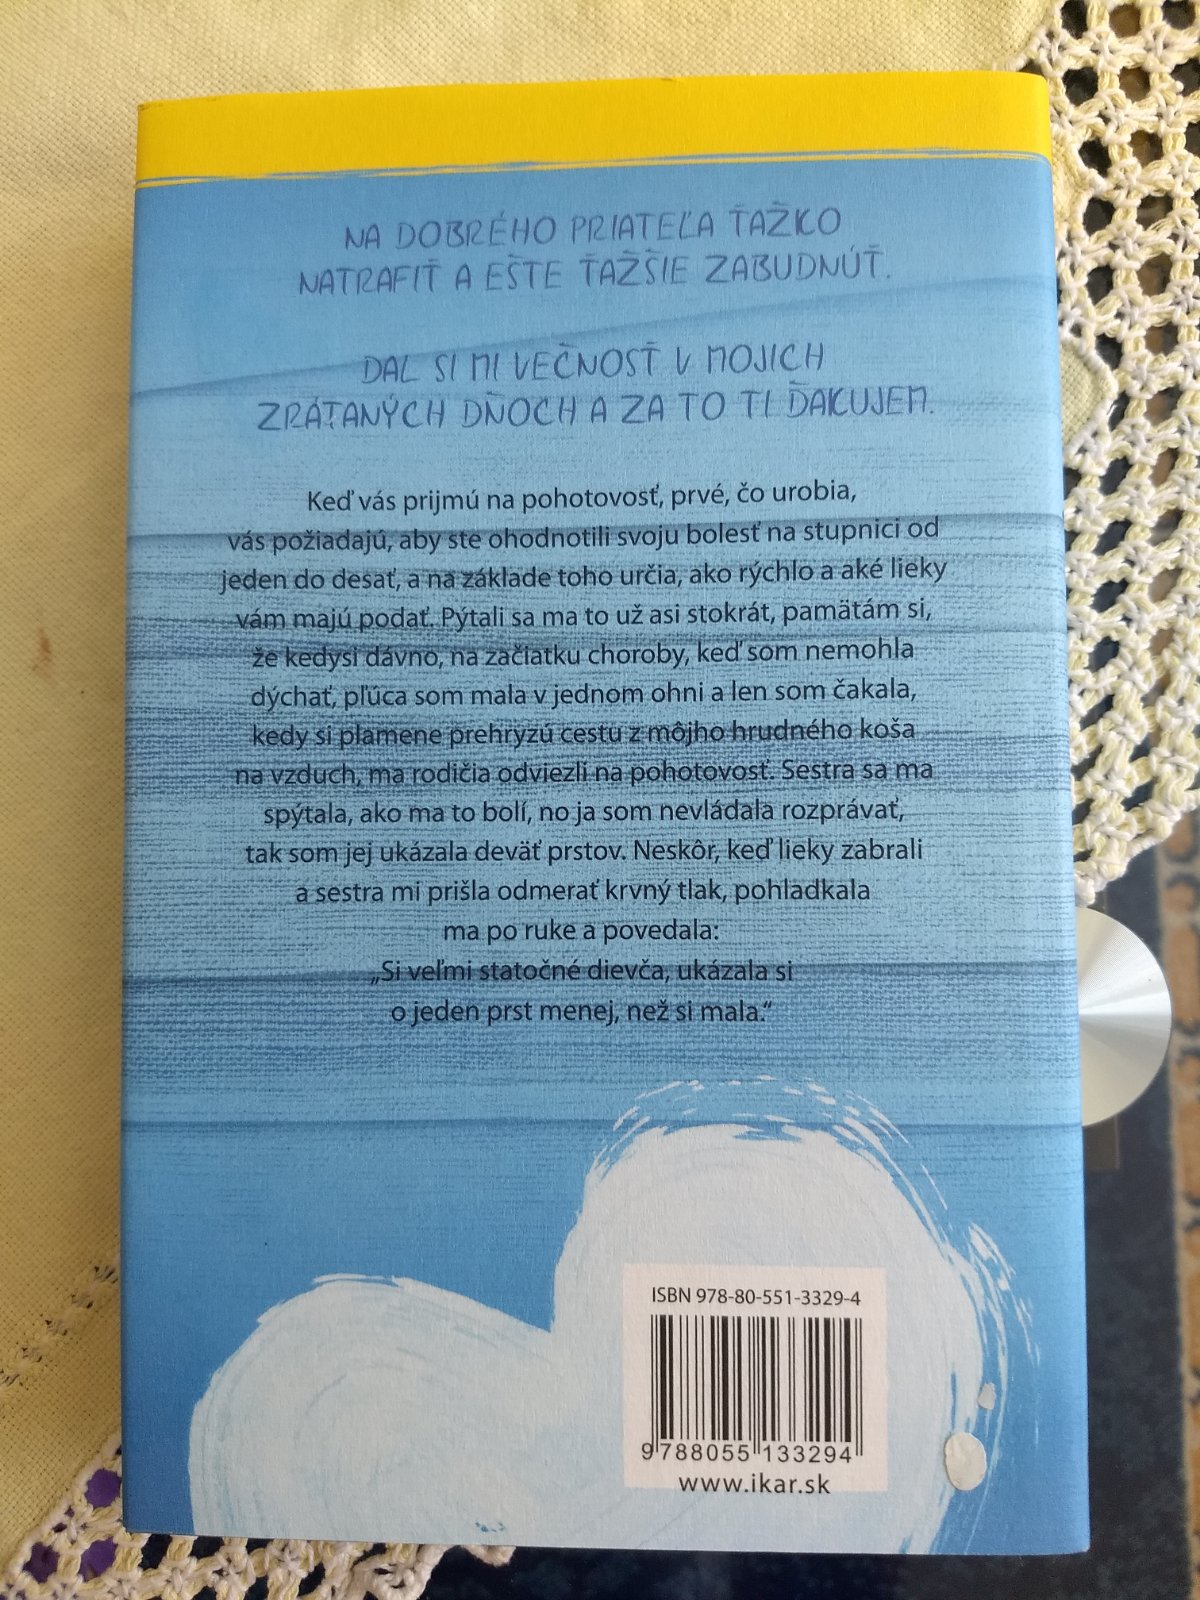 NA DOBRÉHO PRIATEĽA ŤAŽKO
NATRAFIŤ A EŠTE ŤAŽŠIE ZABUDNÚŤ.
DAL SI MI VEČNOSŤ V MOJICH
ZRÁTANÝCH DŇOCH A ZA TO TI ĎAKUJEM.
Keď vás prijmú na pohotovosť, prvé, čo urobia,
vás požiadajú, aby ste ohodnotili svoju bolesť na stupnici od
jeden do desať, a na základe toho určia, ako rýchlo a aké lieky
vám majú podať. Pýtali sa ma to už asi stokrát, pamätám si,
že kedysi dávno, na začiatku choroby, keď som nemohla
dýchať, pľúca som mala v jednom ohni a len som čakala,
kedy si plamene prehryzú cestu z môjho hrudného koša
na vzduch, ma rodičia odviezli na pohotovosť. Sestra sa ma
spýtala, ako ma to bolí, no ja som nevládala rozprávať,
tak som jej ukázala deväť prstov. Neskôr, keď lieky zabrali
a sestra mi prišla odmerať krvný tlak, pohladkala
ma po ruke a povedala:
„Si veľmi statočné dievča, ukázala si
o jeden prst menej, než si mala.“
ISBN 978-80-551-3329-4
9 788055 133294
www.ikar.sk